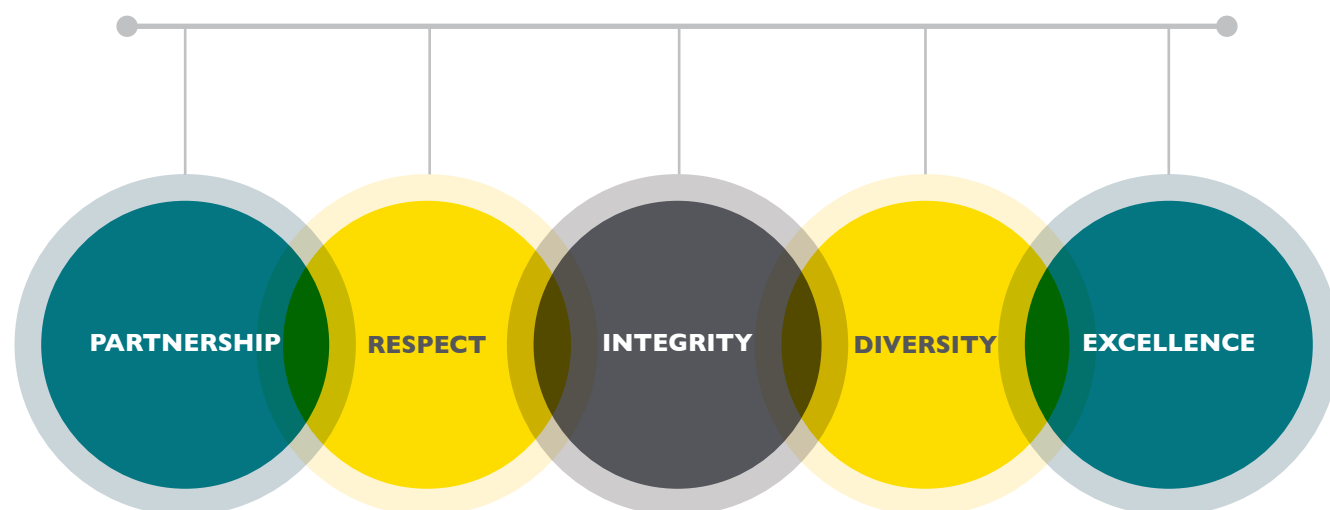 PARTNERSHIP
RESPECT
INTEGRITY
DIVERSITY
EXCELLENCE